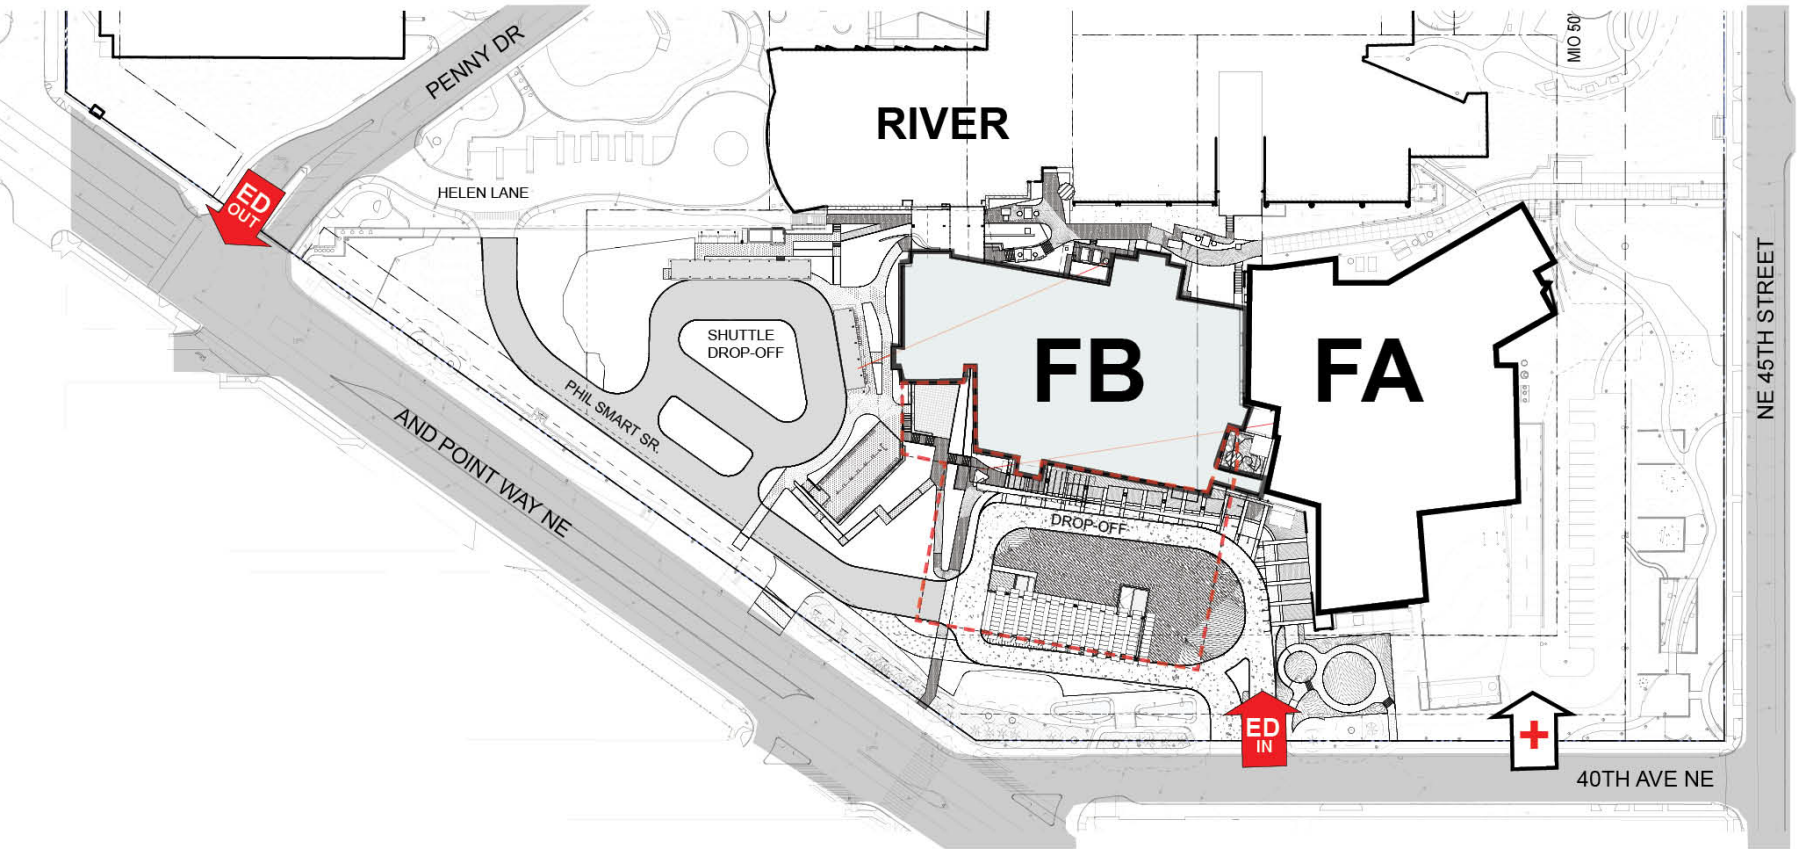 PENNY DR
MIO 50'
RIVER
HELEN LANE
ED
OUT
SHUTTLE
DROP-OFF
FB
FA
NE 45TH STREET
PHIL SMART SR.
AND POINT WAY NE
DROP-OFF
ED
IN
40TH AVE NE